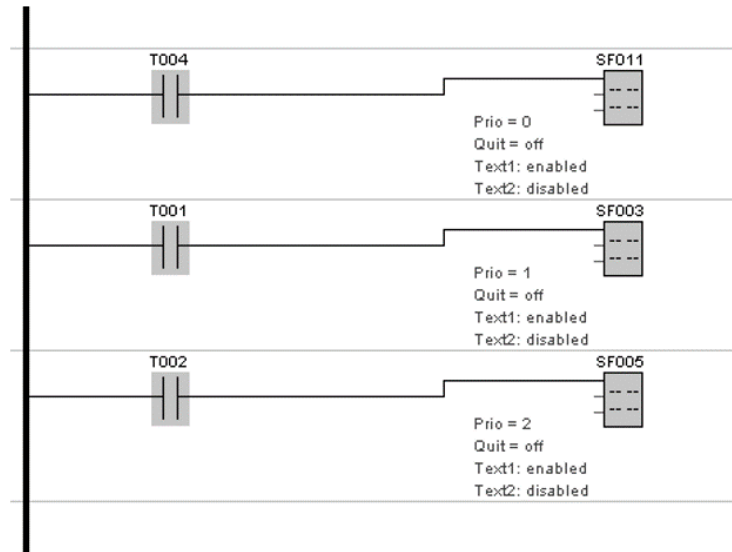 T004 SF011
Prio = 0
Quit = off
Text1: enabled
Text2: disabled
T001 SF003
Prio = 1
Quit = off
Text1: enabled
Text2: disabled
T002 SF005
Prio = 2
Quit = off
Text1: enabled
Text2: disabled